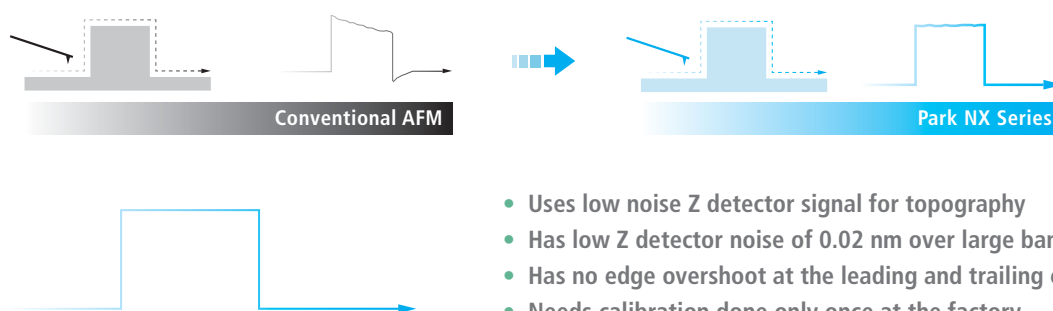 Conventional AFM
Park NX Series
• Uses low noise Z detector signal for topography
• Has low Z detector noise of 0.02 nm over large
• Has no edge overshoot at the leading and trailing
• Needs calibration done only once at the factory